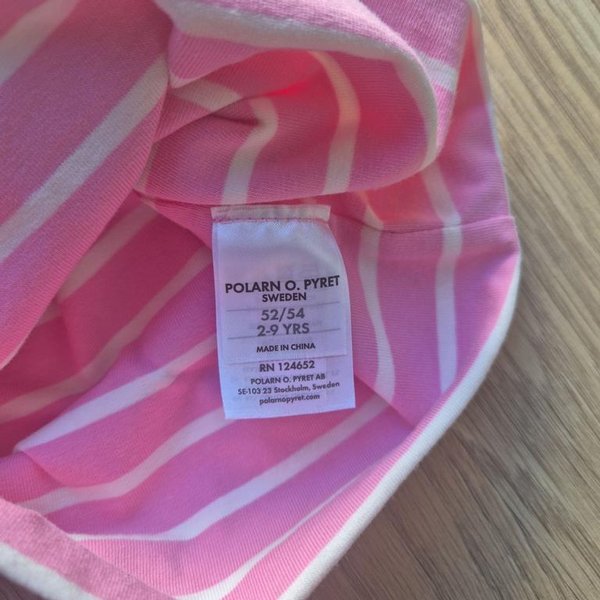 POLARN O. PYRET
SWEDEN
52/54
2-9 YRS
MADE IN CHINA
RN 124652
POLARN O. PYRET AB
SE-103 23 Stockholm, Sweden
polarnopyret.com